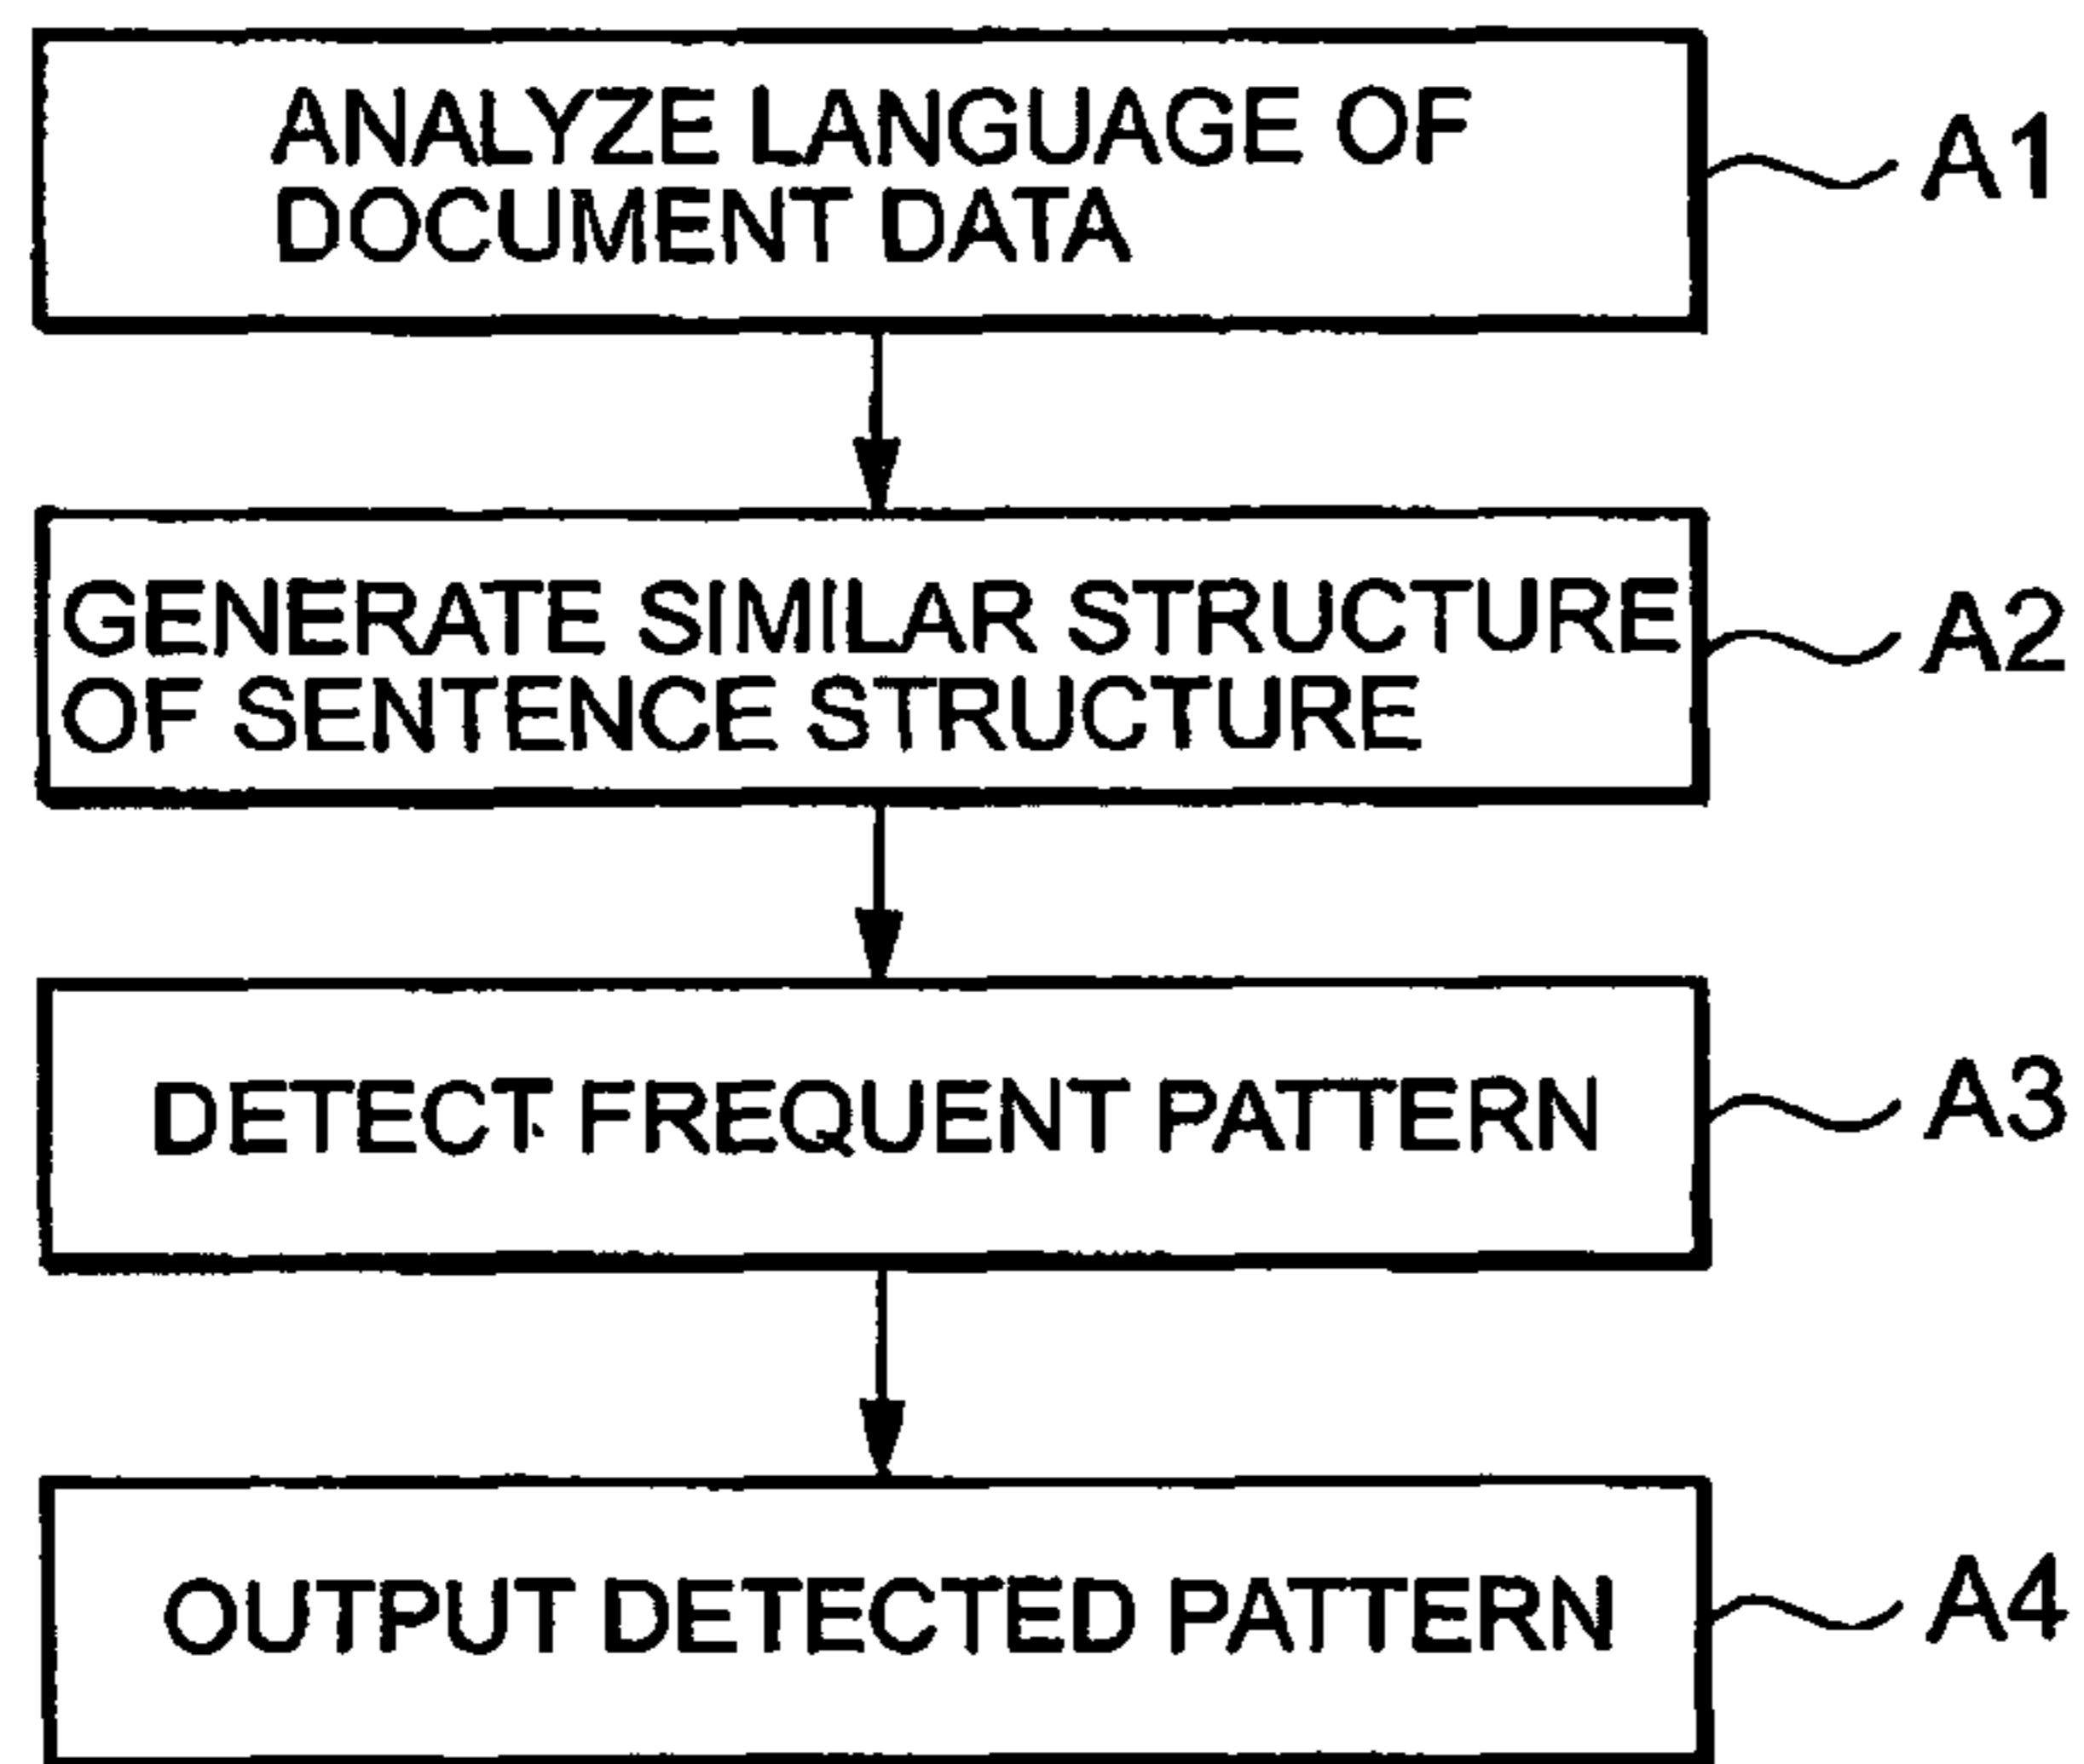 ANALYZE LANGUAGE OF
DOCUMENT DATA
A1
GENERATE SIMILAR STRUCTURE
OF SENTENCE STRUCTURE
A2
DETECT FREQUENT PATTERN
A3
OUTPUT DETECTED PATTERN
A4